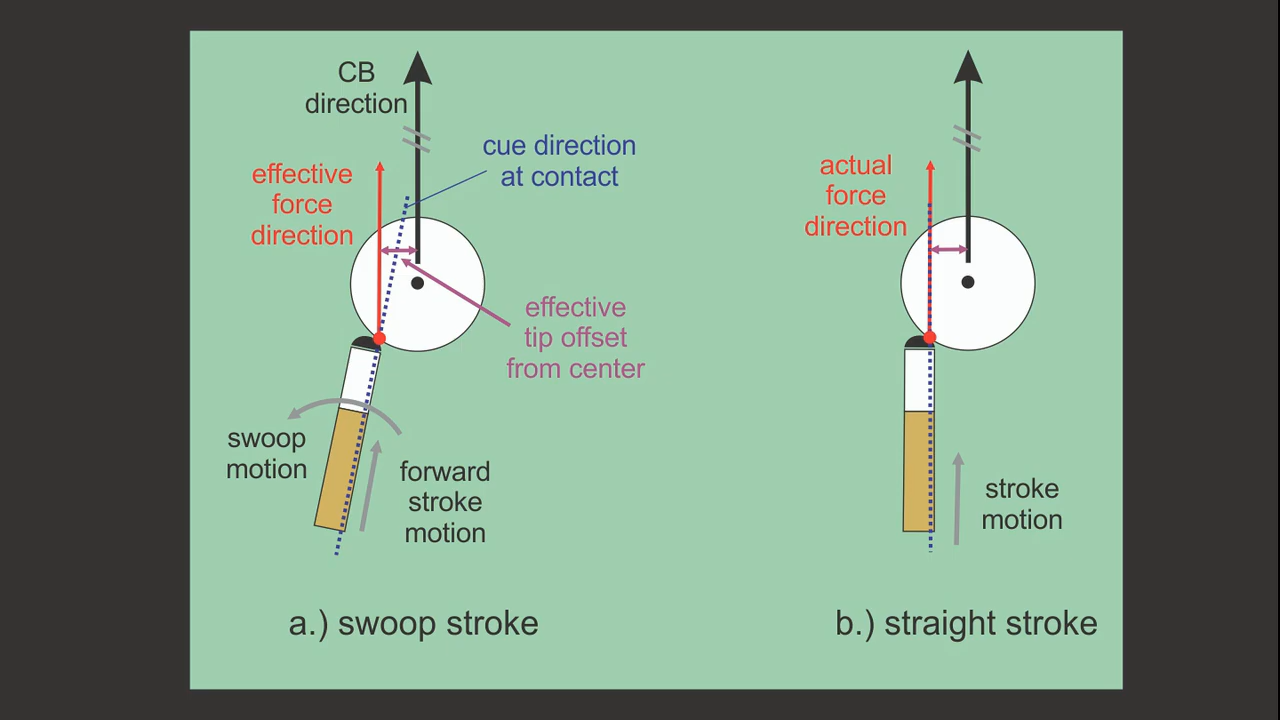 CB
direction
effective
force
direction
cue direction
at contact
effective
tip offset
from center
swoop
motion
forward
stroke
motion
a.) swoop stroke
actual
force
direction
stroke
motion
b.) straight stroke